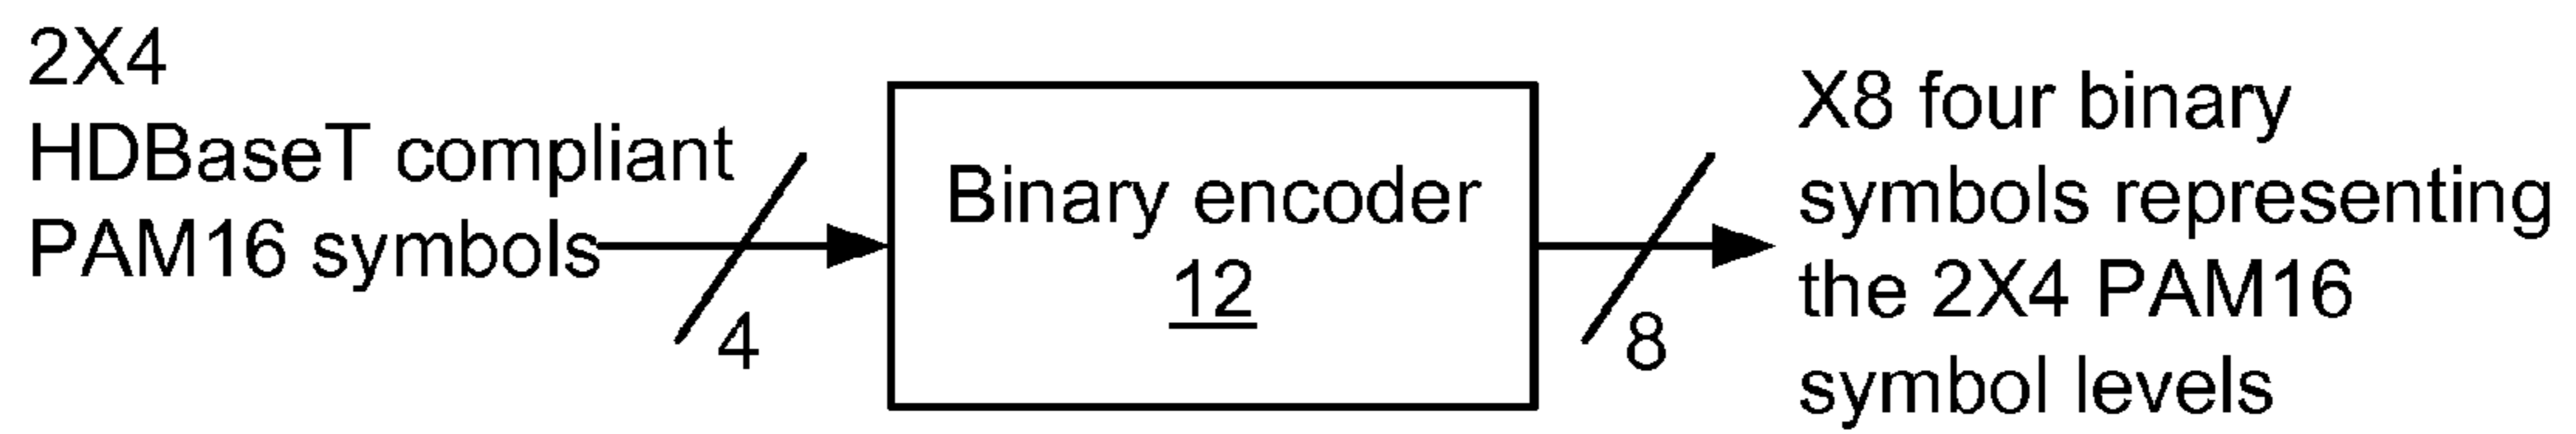 2X4
HDBaseT compliant
PAM16 symbols
4
Binary encoder
12
8
X8 four binary
symbols representing
the 2X4 PAM16
symbol levels